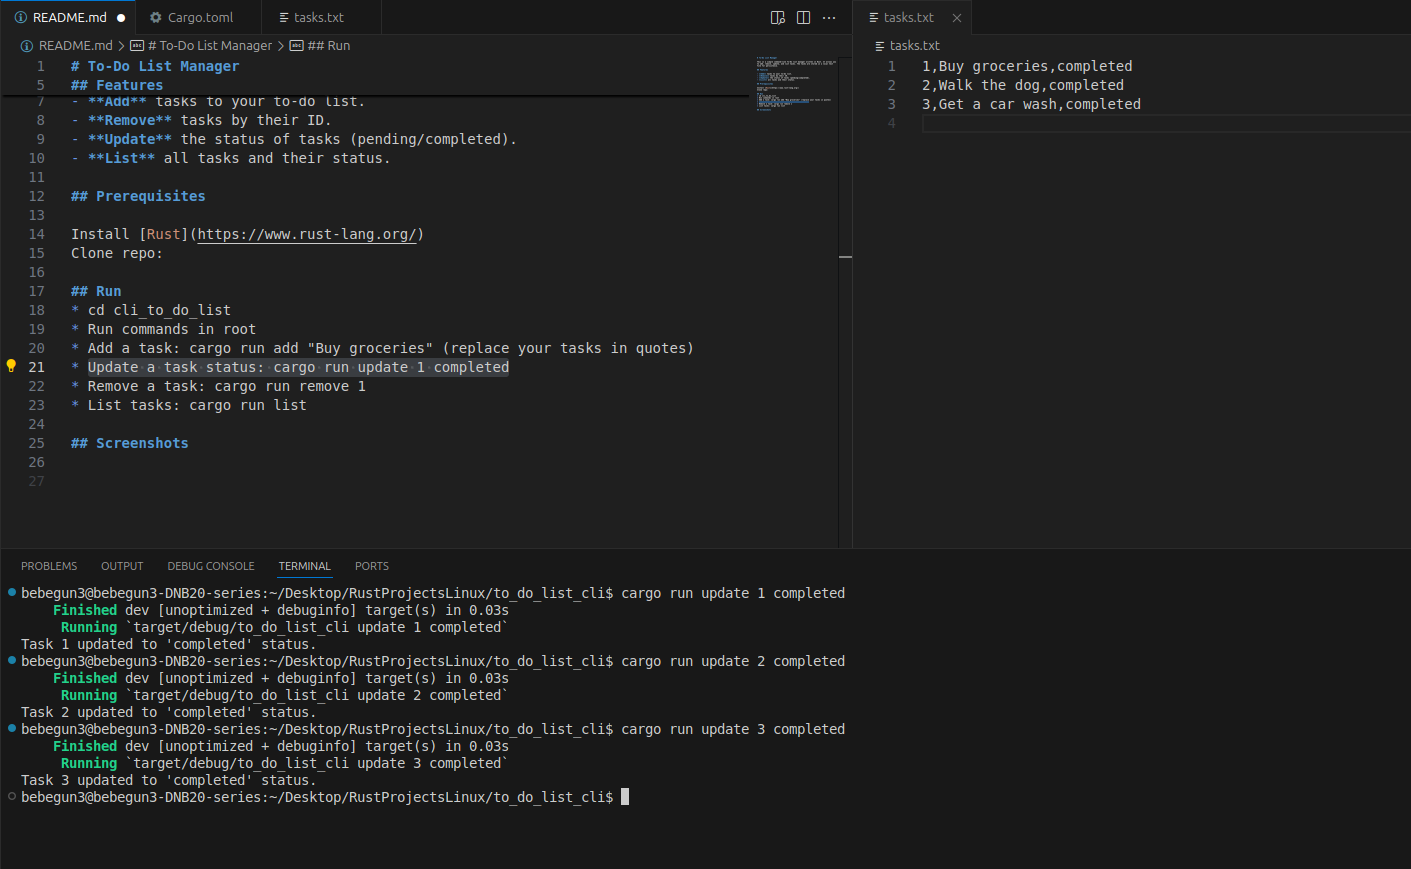 README.md
Cargo.toml
tasks.txt
README.md > # To-Do List Manager > ## Run
1 # To-Do List Manager
5 ## Features
7 - **Add** tasks to your to-do list.
8 - **Remove** tasks by their ID.
9 - **Update** the status of tasks (pending/completed).
10 - **List** all tasks and their status.
11
12 ## Prerequisites
13
14 Install [Rust](https://www.rust-lang.org/)
15 Clone repo:
16
17 ## Run
18 * cd cli_to_do_list
19 * Run commands in root
20 * Add a task: cargo run add "Buy groceries" (replace your tasks in quotes)
21 * Update a task status: cargo run update 1 completed
22 * Remove a task: cargo run remove 1
23 * List tasks: cargo run list
24
25 ## Screenshots
26
27
tasks.txt
tasks.txt
1 1,Buy groceries,completed
2 2,Walk the dog,completed
3 3,Get a car wash,completed
4
PROBLEMS OUTPUT DEBUG CONSOLE TERMINAL PORTS
bebegun3@bebegun3-DNB20-series:~/Desktop/RustProjectsLinux/to_do_list_cli$ cargo run update 1 completed
Finished dev [unoptimized + debuginfo] target(s) in 0.03s
Running `target/debug/to_do_list_cli update 1 completed`
Task 1 updated to 'completed' status.
bebegun3@bebegun3-DNB20-series:~/Desktop/RustProjectsLinux/to_do_list_cli$ cargo run update 2 completed
Finished dev [unoptimized + debuginfo] target(s) in 0.03s
Running `target/debug/to_do_list_cli update 2 completed`
Task 2 updated to 'completed' status.
bebegun3@bebegun3-DNB20-series:~/Desktop/RustProjectsLinux/to_do_list_cli$ cargo run update 3 completed
Finished dev [unoptimized + debuginfo] target(s) in 0.03s
Running `target/debug/to_do_list_cli update 3 completed`
Task 3 updated to 'completed' status.
bebegun3@bebegun3-DNB20-series:~/Desktop/RustProjectsLinux/to_do_list_cli$